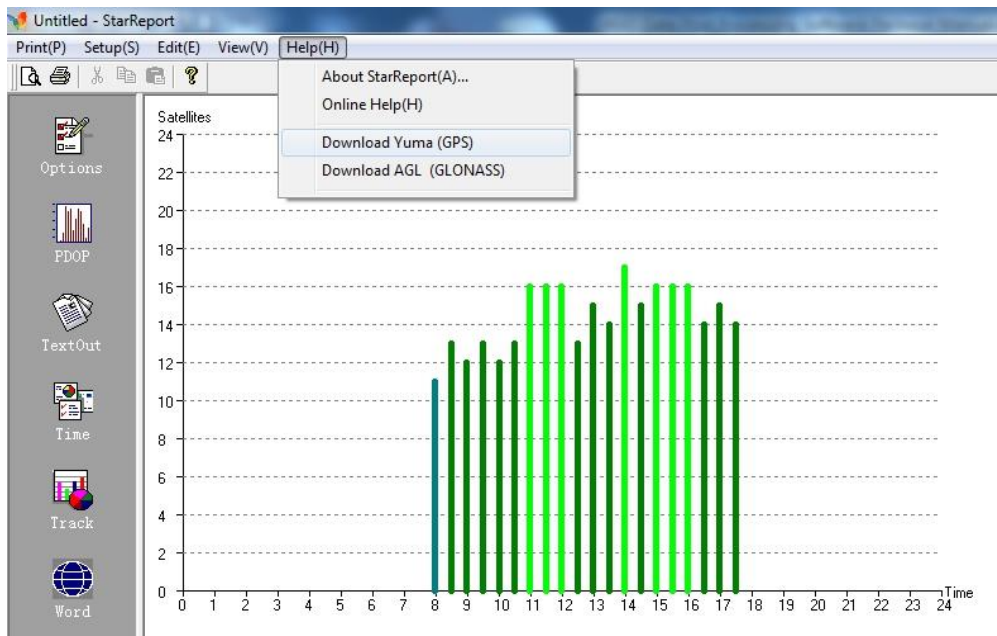 Untitled - StarReport
Print(P) Setup(S) Edit(E) View(V) Help(H)
About StarReport(A)...
Online Help(H)
Download Yuma (GPS)
Download AGL (GLONASS)
Options
PDOP
TextOut
Time
Track
Word
Satellites
24
22
20
18
16
14
12
10
8
6
4
2
0
0 1 2 3 4 5 6 7 8 9 10 11 12 13 14 15 16 17 18 19 20 21 22 23 24
Time